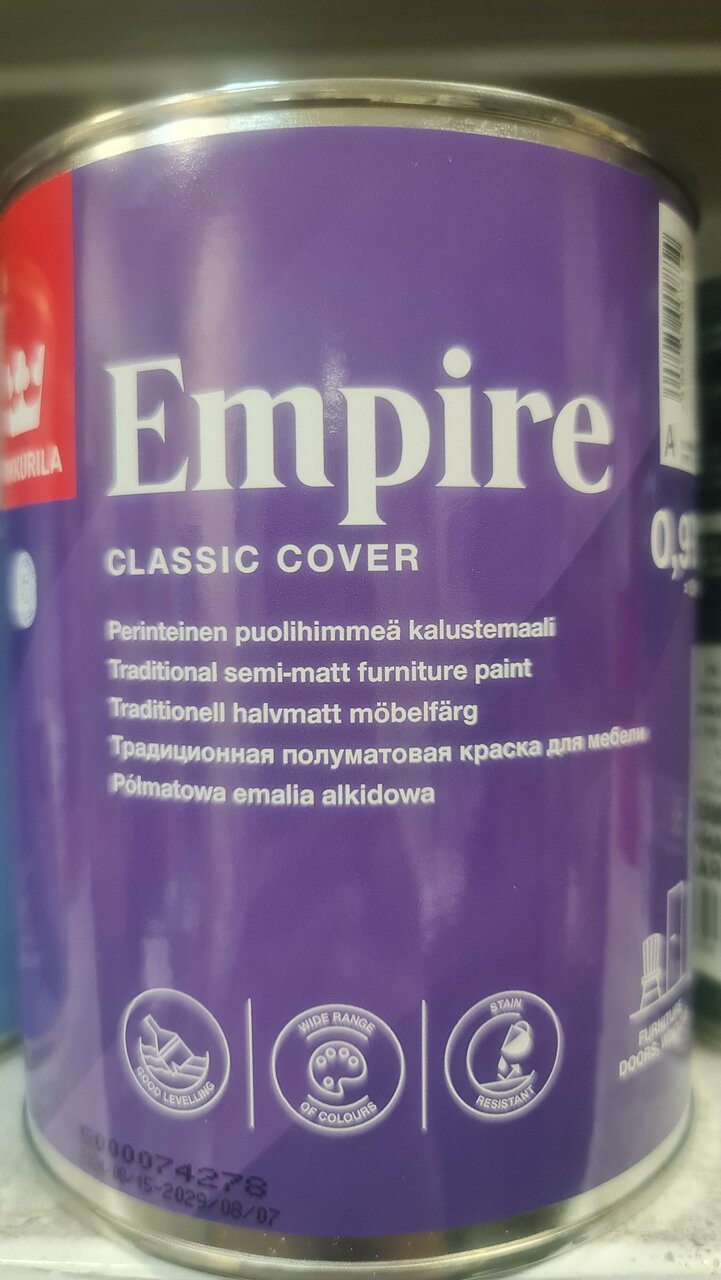 Empire
CLASSIC COVER
Perinteinen puolihimmeä kalustemaali
Traditional semi-matt furniture paint
Traditionell halvmatt möbelfärg
Традиционная полуматовая краска для мебели
Półmatowa emalia alkidowa
A
GOOD LEVELLING
WIDE RANGE
OF COLOURS
STAIN
RESISTANT
DOORS,